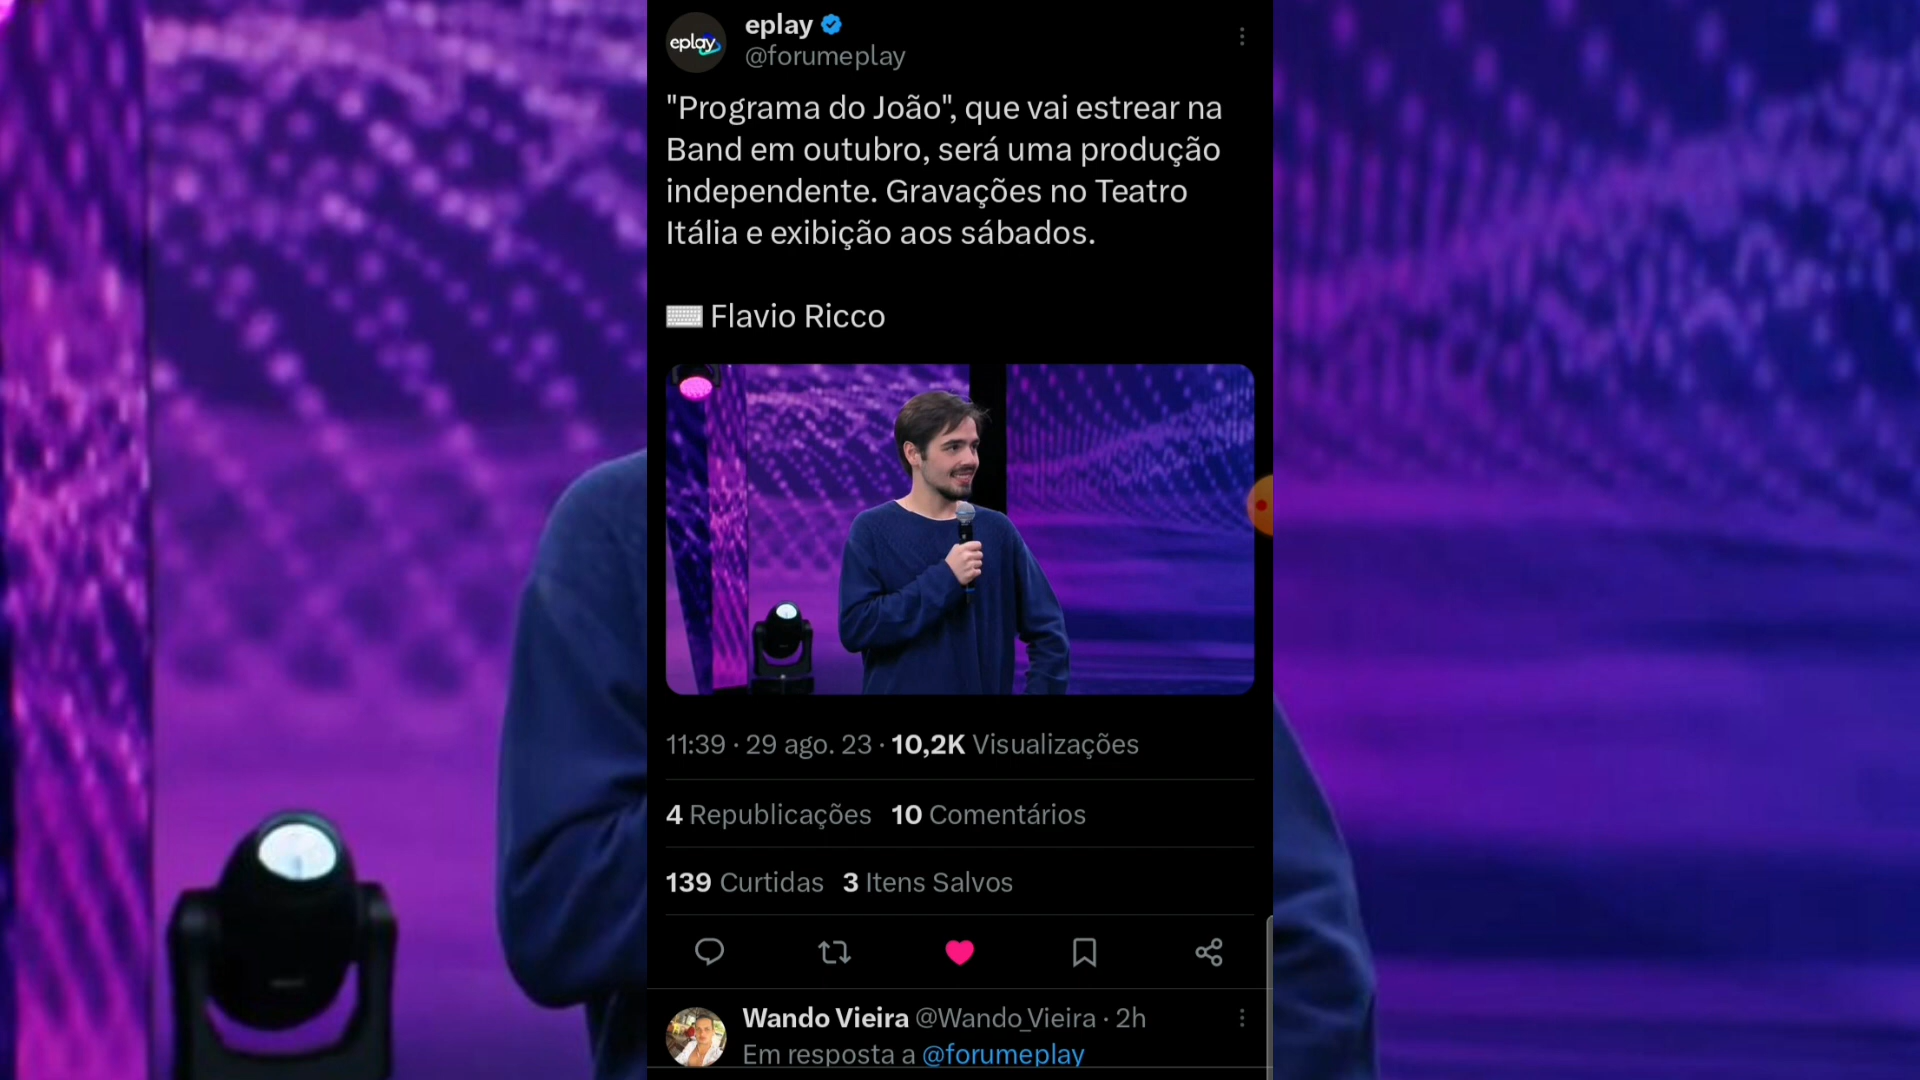 eplay
eplay
@forumeplay
"Programa do João", que vai estrear na
Band em outubro, será uma produção
independente. Gravações no Teatro
Itália e exibição aos sábados.
Flavio Ricco
11:39 · 29 ago. 23 · 10,2K Visualizações
4 Republicações 10 Comentários
139 Curtidas 3 Itens Salvos
Wando Vieira @Wando_Vieira · 2h
Em resposta a @forumeplay